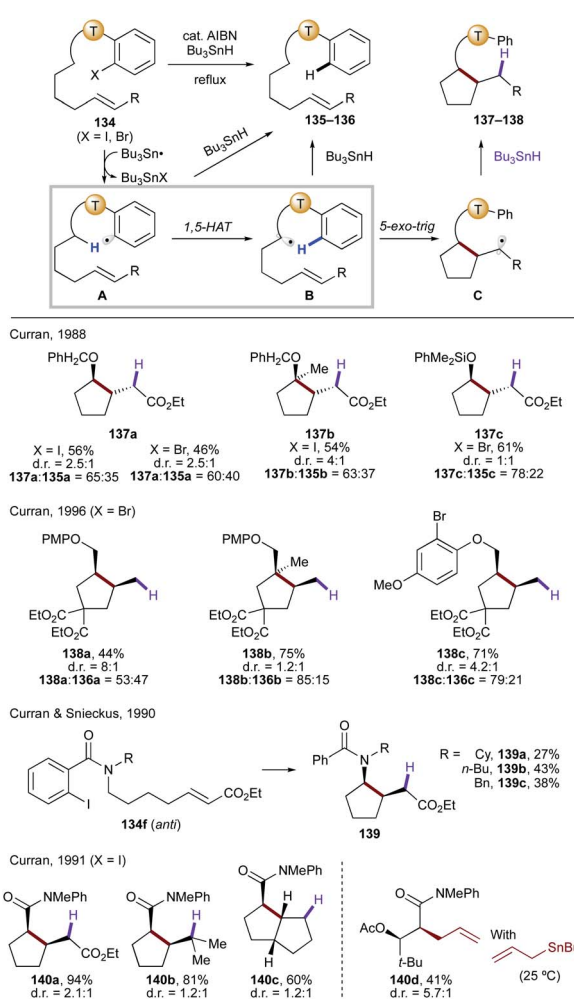 T
X
R
134
(X = I, Br)
cat. AIBN
Bu3SnH
reflux
T
H
R
135–136
T
Ph
H
R
137–138
Bu3Sn•
Bu3SnX
Bu3SnH
Bu3SnH
Bu3SnH
T
H
R
A
1,5-HAT
T
H
R
B
5-exo-trig
T
Ph
R
C
Curran, 1988
PhH2CO
H
CO2Et
137a
X = I, 56%
d.r. = 2.5:1
137a:135a = 65:35
X = Br, 46%
d.r. = 2.5:1
137a:135a = 60:40
PhH2CO
Me
H
CO2Et
137b
X = I, 54%
d.r. = 4:1
137b:135b = 63:37
PhMe2SiO
H
CO2Et
137c
X = Br, 61%
d.r. = 1:1
137c:135c = 78:22
Curran, 1996 (X = Br)
PMPO
H
EtO2C
EtO2C
138a, 44%
d.r. = 8:1
138a:136a = 53:47
PMPO
Me
H
EtO2C
EtO2C
138b, 75%
d.r. = 1.2:1
138b:136b = 85:15
Br
O
MeO
H
EtO2C
EtO2C
138c, 71%
d.r. = 4.2:1
138c:136c = 79:21
Curran & Snieckus, 1990
O
N
R
I
CO2Et
134f (anti)
O
Ph
N
R
H
CO2Et
139
R = Cy, 139a, 27%
n-Bu, 139b, 43%
Bn, 139c, 38%
Curran, 1991 (X = I)
O
NMePh
H
CO2Et
140a, 94%
d.r. = 2.1:1
O
NMePh
H
Me
Me
140b, 81%
d.r. = 1.2:1
O
NMePh
H
H
H
140c, 60%
d.r. = 1.2:1
O
NMePh
AcO
t-Bu
140d, 41%
d.r. = 5.7:1
With
(25 ºC)